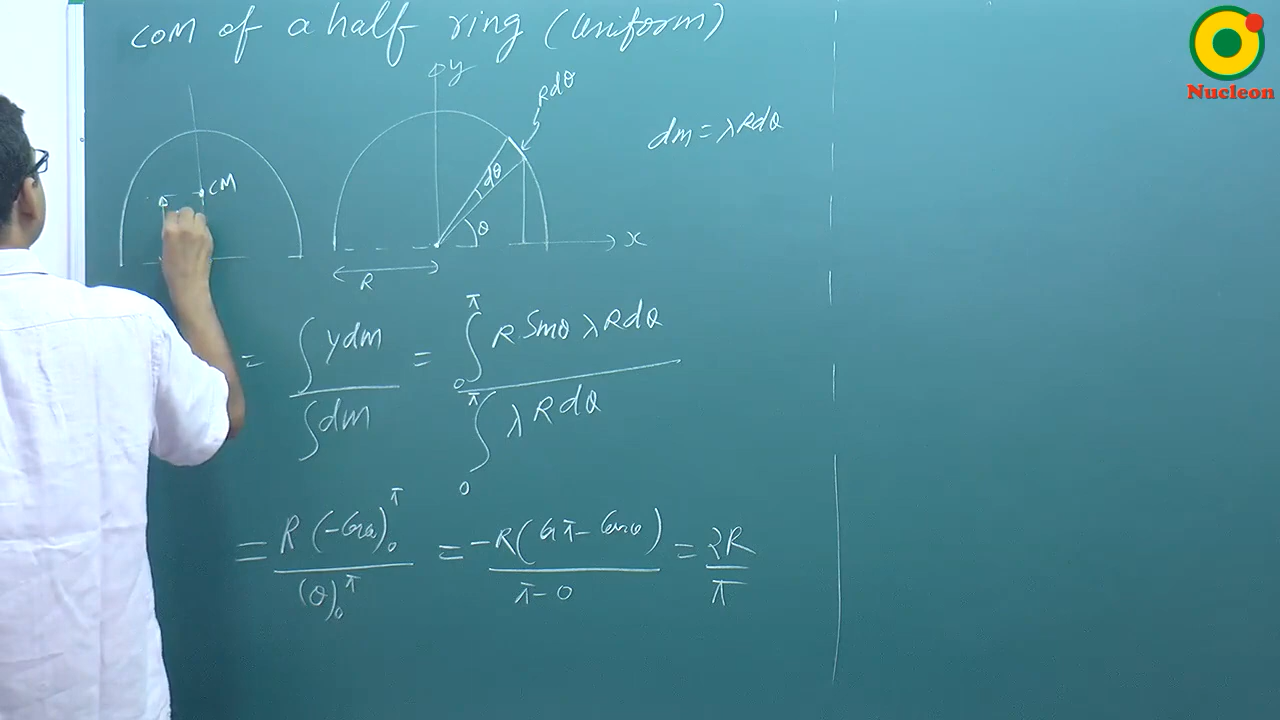 COM of a half ring (uniform)
Nucleon
y
Rdθ
dm = λRdθ
CM
dθ
θ
x
R
= ∫ydm / ∫dm = ∫₀^π R Sinθ λRdθ / ∫₀^π λRdθ
= R(-Cosθ)₀^π / (θ)₀^π = -R(Cosπ - Cos0) / π-0 = 2R/π